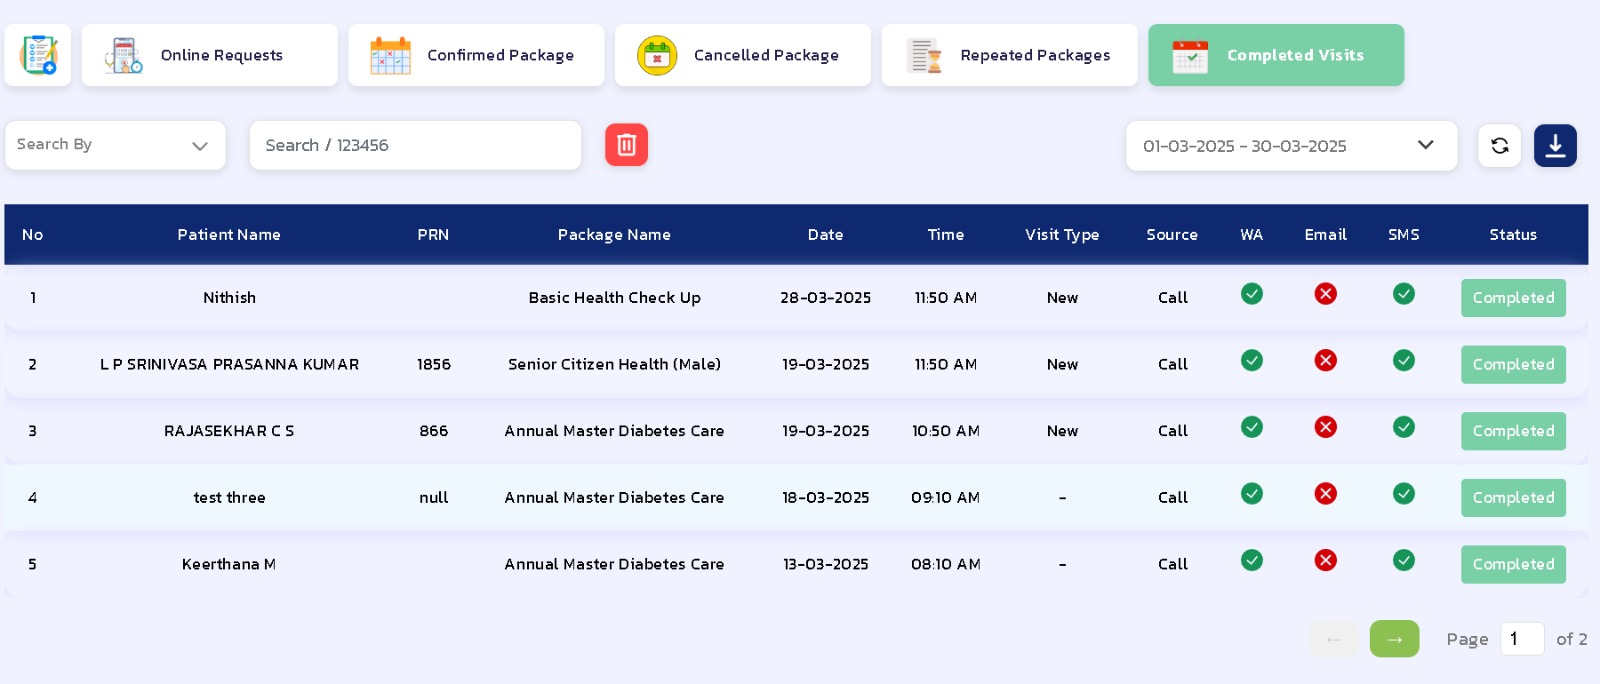 Online Requests Confirmed Package Cancelled Package Repeated Packages Completed Visits
Search By Search / 123456 01-03-2025 - 30-03-2025
No Patient Name PRN Package Name Date Time Visit Type Source WA Email SMS Status
1 Nithish Basic Health Check Up 28-03-2025 11:50 AM New Call Completed
2 L P SRINIVASA PRASANNA KUMAR 1856 Senior Citizen Health (Male) 19-03-2025 11:50 AM New Call Completed
3 RAJASEKHAR C S 866 Annual Master Diabetes Care 19-03-2025 10:50 AM New Call Completed
4 test three null Annual Master Diabetes Care 18-03-2025 09:10 AM - Call Completed
5 Keerthana M Annual Master Diabetes Care 13-03-2025 08:10 AM - Call Completed
← → Page 1 of 2